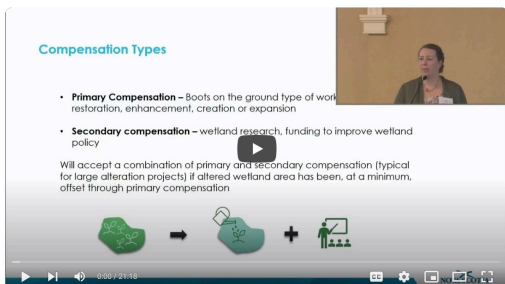 Compensation Types
• Primary Compensation – Boots on the ground type of work
restoration, enhancement, creation or expansion
• Secondary compensation – wetland research, funding to improve wetland
policy
Will accept a combination of primary and secondary compensation (typical
for large alteration projects) if altered wetland area has been, at a minimum,
offset through primary compensation
0:00 / 21:18
CC